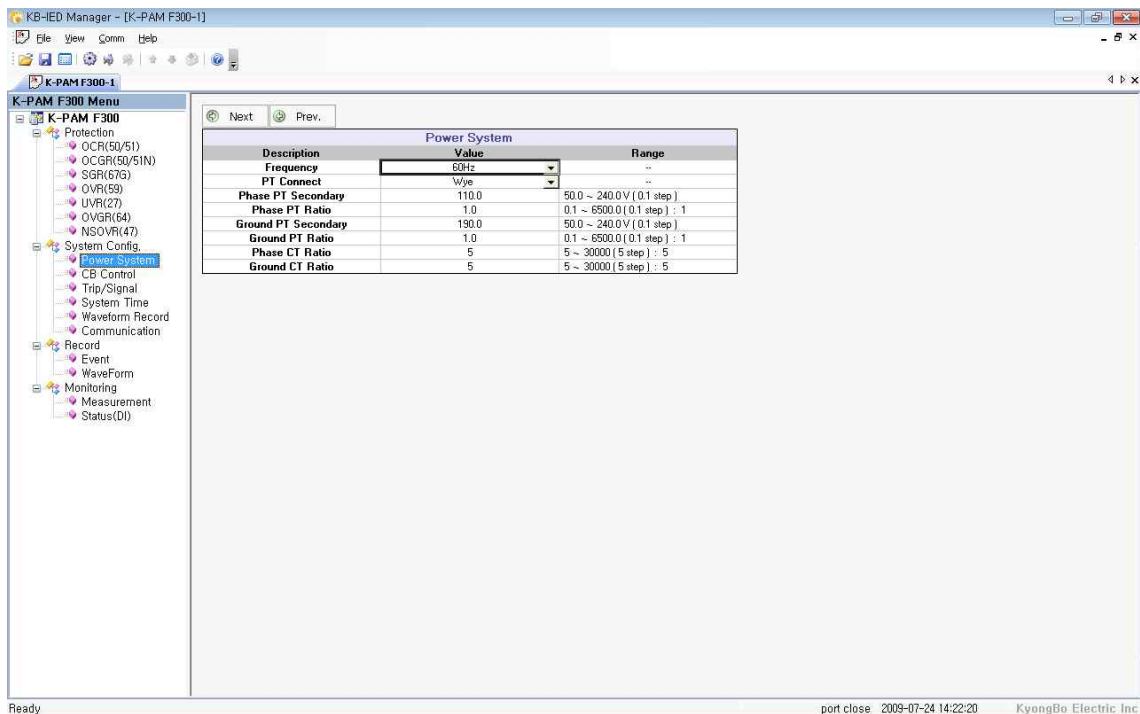 KB-IED Manager - [K-PAM F300-1]
File View Comm Help
K-PAM F300-1
K-PAM F300 Menu
K-PAM F300
Protection
OCR(50/51)
OCGR(50/51N)
SGR(67G)
OVR(59)
UVR(27)
OVGR(64)
NSOVR(47)
System Config,
Power System
CB Control
Trip/Signal
System Time
Waveform Record
Communication
Record
Event
WaveForm
Monitoring
Measurement
Status(DI)
Next Prev.
Power System
Description Value Range
Frequency 60Hz --
PT Connect Wye --
Phase PT Secondary 110.0 50.0 ~ 240.0 V ( 0.1 step )
Phase PT Ratio 1.0 0.1 ~ 6500.0 ( 0.1 step ) : 1
Ground PT Secondary 190.0 50.0 ~ 240.0 V ( 0.1 step )
Ground PT Ratio 1.0 0.1 ~ 6500.0 ( 0.1 step ) : 1
Phase CT Ratio 5 5 ~ 30000 ( 5 step ) : 5
Ground CT Ratio 5 5 ~ 30000 ( 5 step ) : 5
Ready port close 2009-07-24 14:22:20 KyongBo Electric Inc